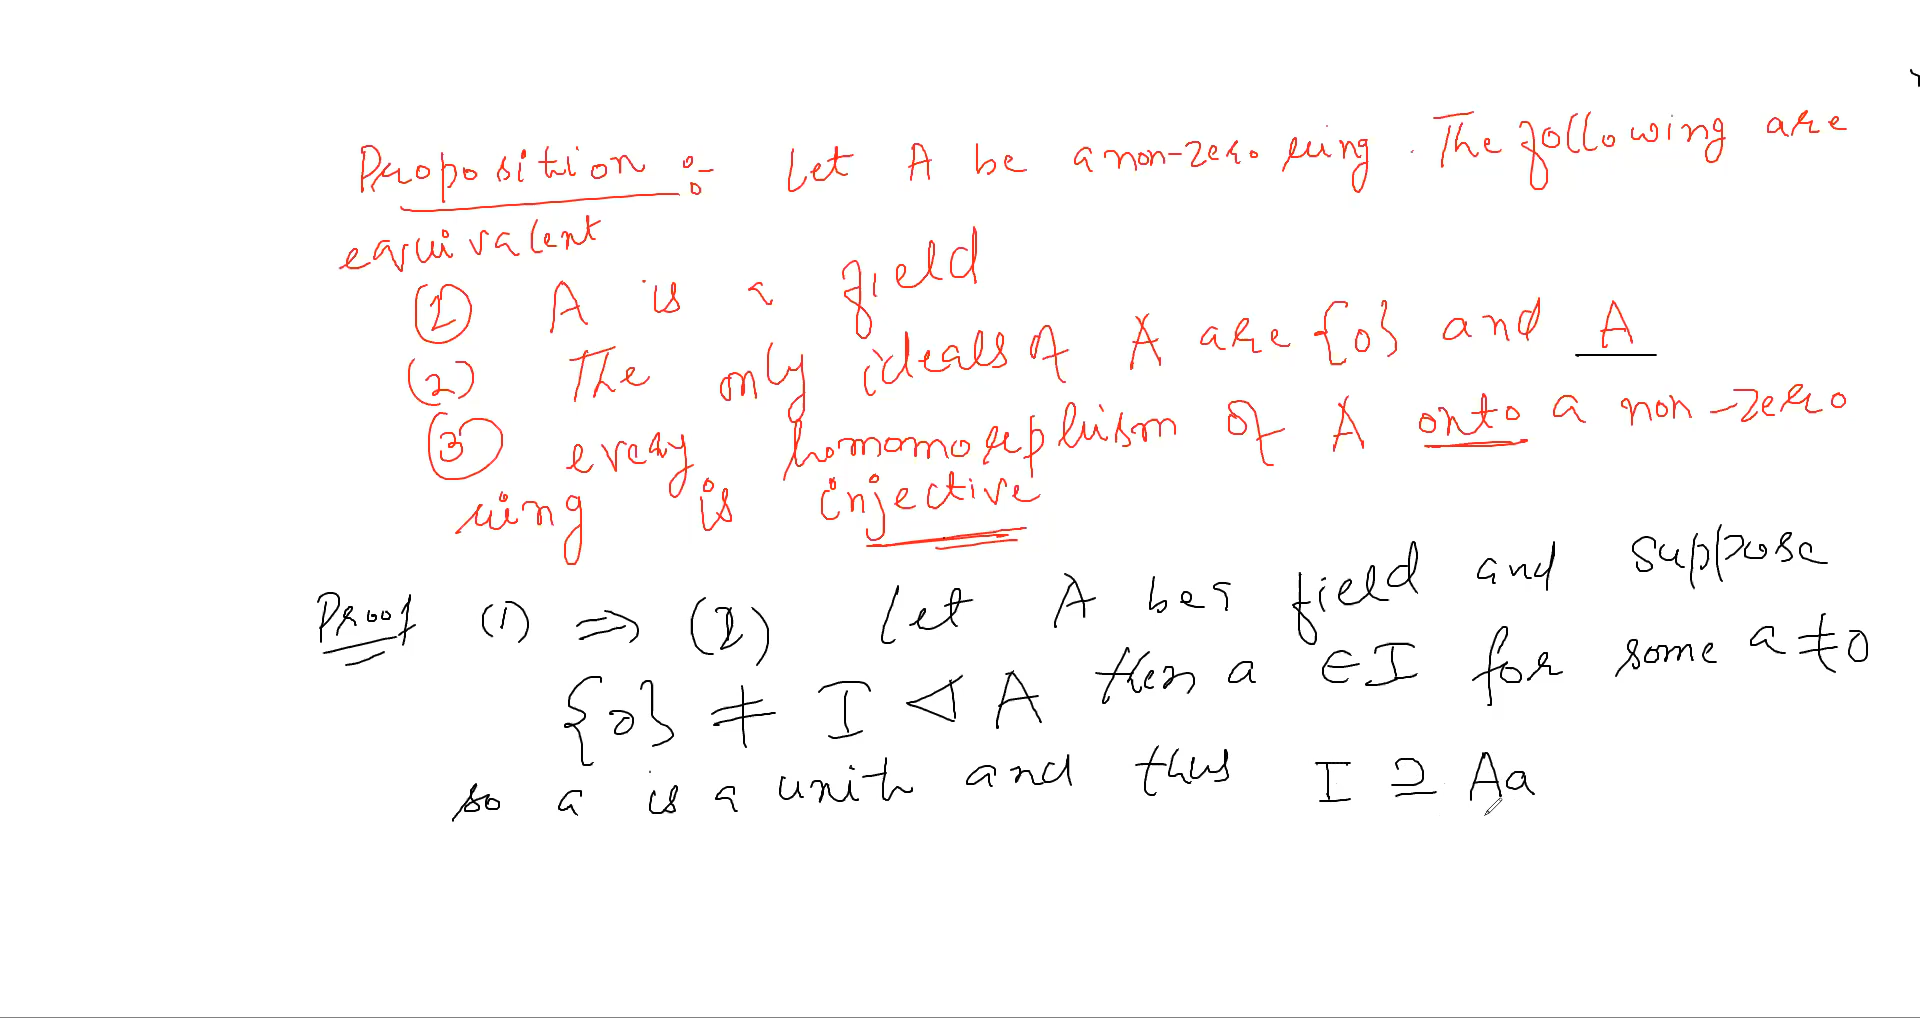 Proposition :- Let A be a non-zero ring. The following are
equivalent
(1) A is a field
(2) The only ideals of A are {0} and A
(3) every homomorphism of A onto a non-zero
ring is injective
Proof (1) ⇒ (2) Let A be a field and suppose
{0} ≠ I ◁ A then a ∈ I for some a ≠ 0
so a is a unit and thus I ⊇ Aa